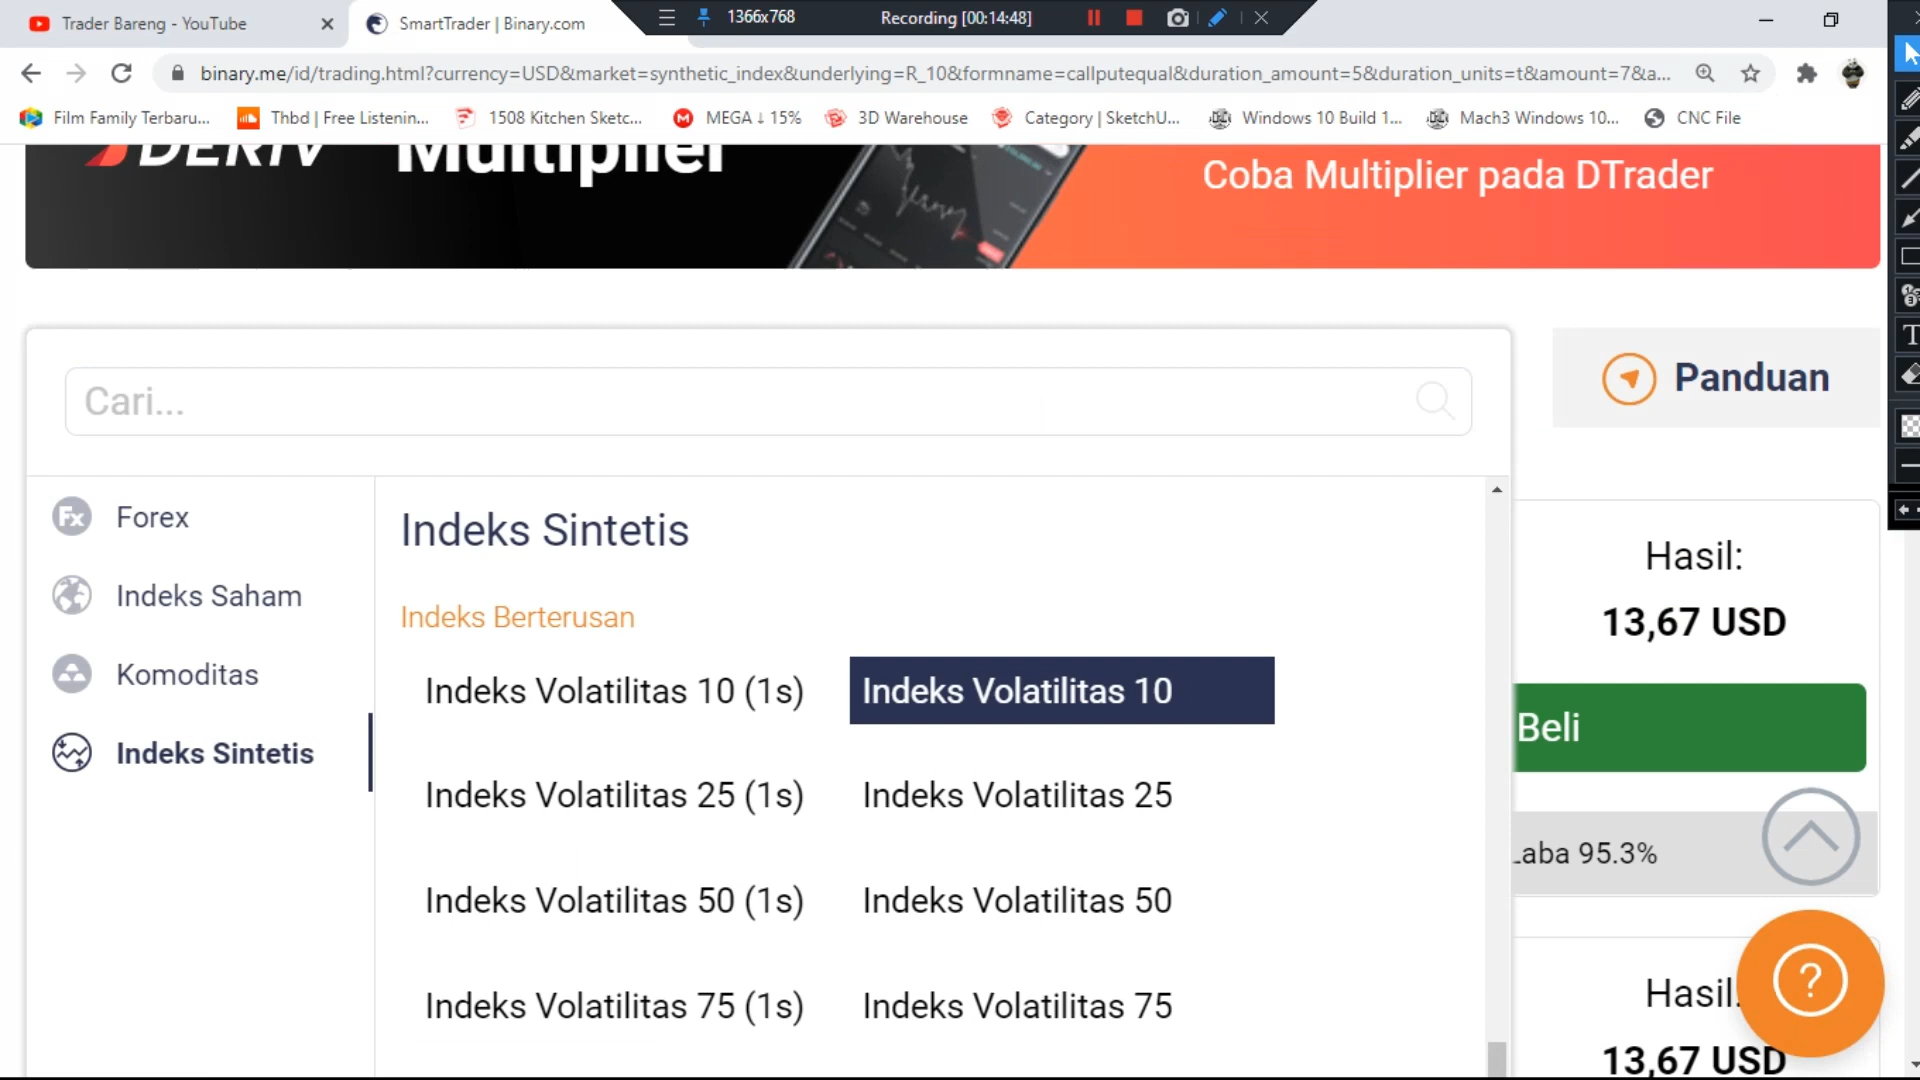 Trader Bareng - YouTube
SmartTrader | Binary.com
1366x768
Recording [00:14:48]
binary.me/id/trading.html?currency=USD&market=synthetic_index&underlying=R_10&formname=callputequal&duration_amount=5&duration_units=t&amount=7&a...
Film Family Terbaru...
Thbd | Free Listenin...
1508 Kitchen Sketc...
MEGA ↓ 15%
3D Warehouse
Category | SketchU...
Windows 10 Build 1...
Mach3 Windows 10...
CNC File
DERIV
Multiplier
Coba Multiplier pada DTrader
Cari...
Panduan
Fx Forex
Indeks Saham
Komoditas
Indeks Sintetis
Indeks Sintetis
Indeks Berterusan
Indeks Volatilitas 10 (1s)
Indeks Volatilitas 10
Indeks Volatilitas 25 (1s)
Indeks Volatilitas 25
Indeks Volatilitas 50 (1s)
Indeks Volatilitas 50
Indeks Volatilitas 75 (1s)
Indeks Volatilitas 75
Hasil:
13,67 USD
Beli
Laba 95.3%
Hasil:
13,67 USD
?
T